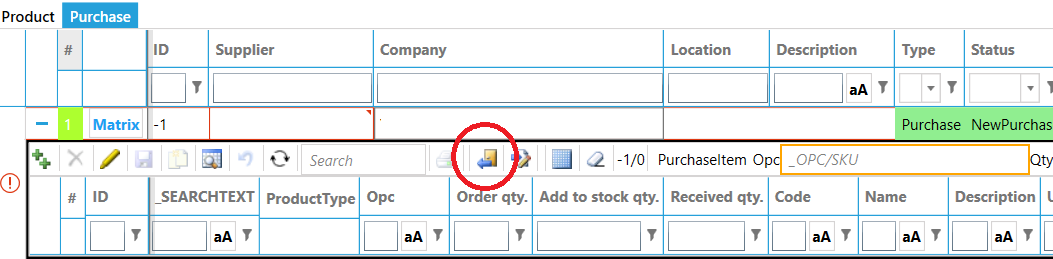 Product Purchase
# ID Supplier Company Location Description Type Status
aA
1 Matrix -1 Purchase NewPurchas
Search -1/0 PurchaseItem Opc _OPC/SKU Qty
# ID _SEARCHTEXT ProductType Opc Order qty. Add to stock qty. Received qty. Code Name Description U
aA aA aA aA aA